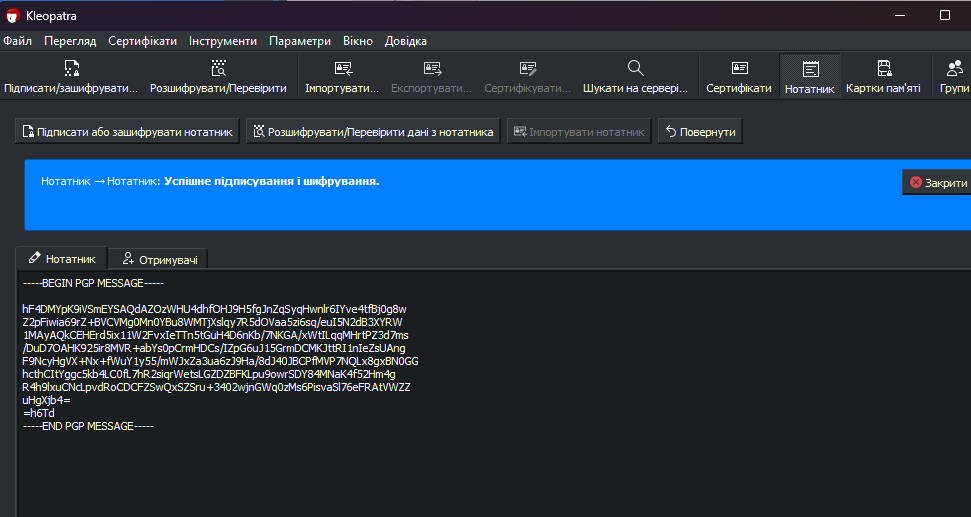 Kleopatra
Файл Перегляд Сертифікати Інструменти Параметри Вікно Довідка
Підписати/зашифрувати... Розшифрувати/Перевірити Імпортувати... Експортувати... Сертифікувати... Шукати на сервері... Сертифікати Нотатник Картки пам'яті Групи
Підписати або зашифрувати нотатник Розшифрувати/Перевірити дані з нотатника Імпортувати нотатник Повернути
Нотатник → Нотатник: Успішне підписування і шифрування.
Закрити
Нотатник Отримувачі
-----BEGIN PGP MESSAGE-----
hF4DMYpK9iVSmEYSAQdAZOzWHU4dhfOHJ9H5fgJnZqSyqHwnlr6IYve4tfBj0g8w
Z2pFiwia69rZ+BVCVMg0Mn0YBu8WMTjXslqy7R5dOVaa5zi6sq/euI5N2dB3XYRW
1MAyAQkCEHErd5ix11W2FvxIeTTn5tGuH4D6nKb/7NKGA/xWtILqqMHrtPZ3d7ms
/DuD7OAHK925ir8MVR+abYs0pCrmHDCs/IZpG6uJ15GrmDCMKJttRI1nIeZsUAng
F9NcyHgVX+Nx+fWuY1y55/mWJxZa3ua6zJ9Ha/8dJ40JBCPfMVP7NQLx8gxBN0GG
hcthCItYggc5kb4LC0fL7hR2siqrWetsLGZDZBFKLpu9owrSDY84MNaK4f52Hm4g
R4h9lxuCNcLpvdRoCDCFZSwQxSZSru+3402wjnGWq0zMs6PisvaSl76eFRAtVWZZ
uHgXjb4=
=h6Td
-----END PGP MESSAGE-----